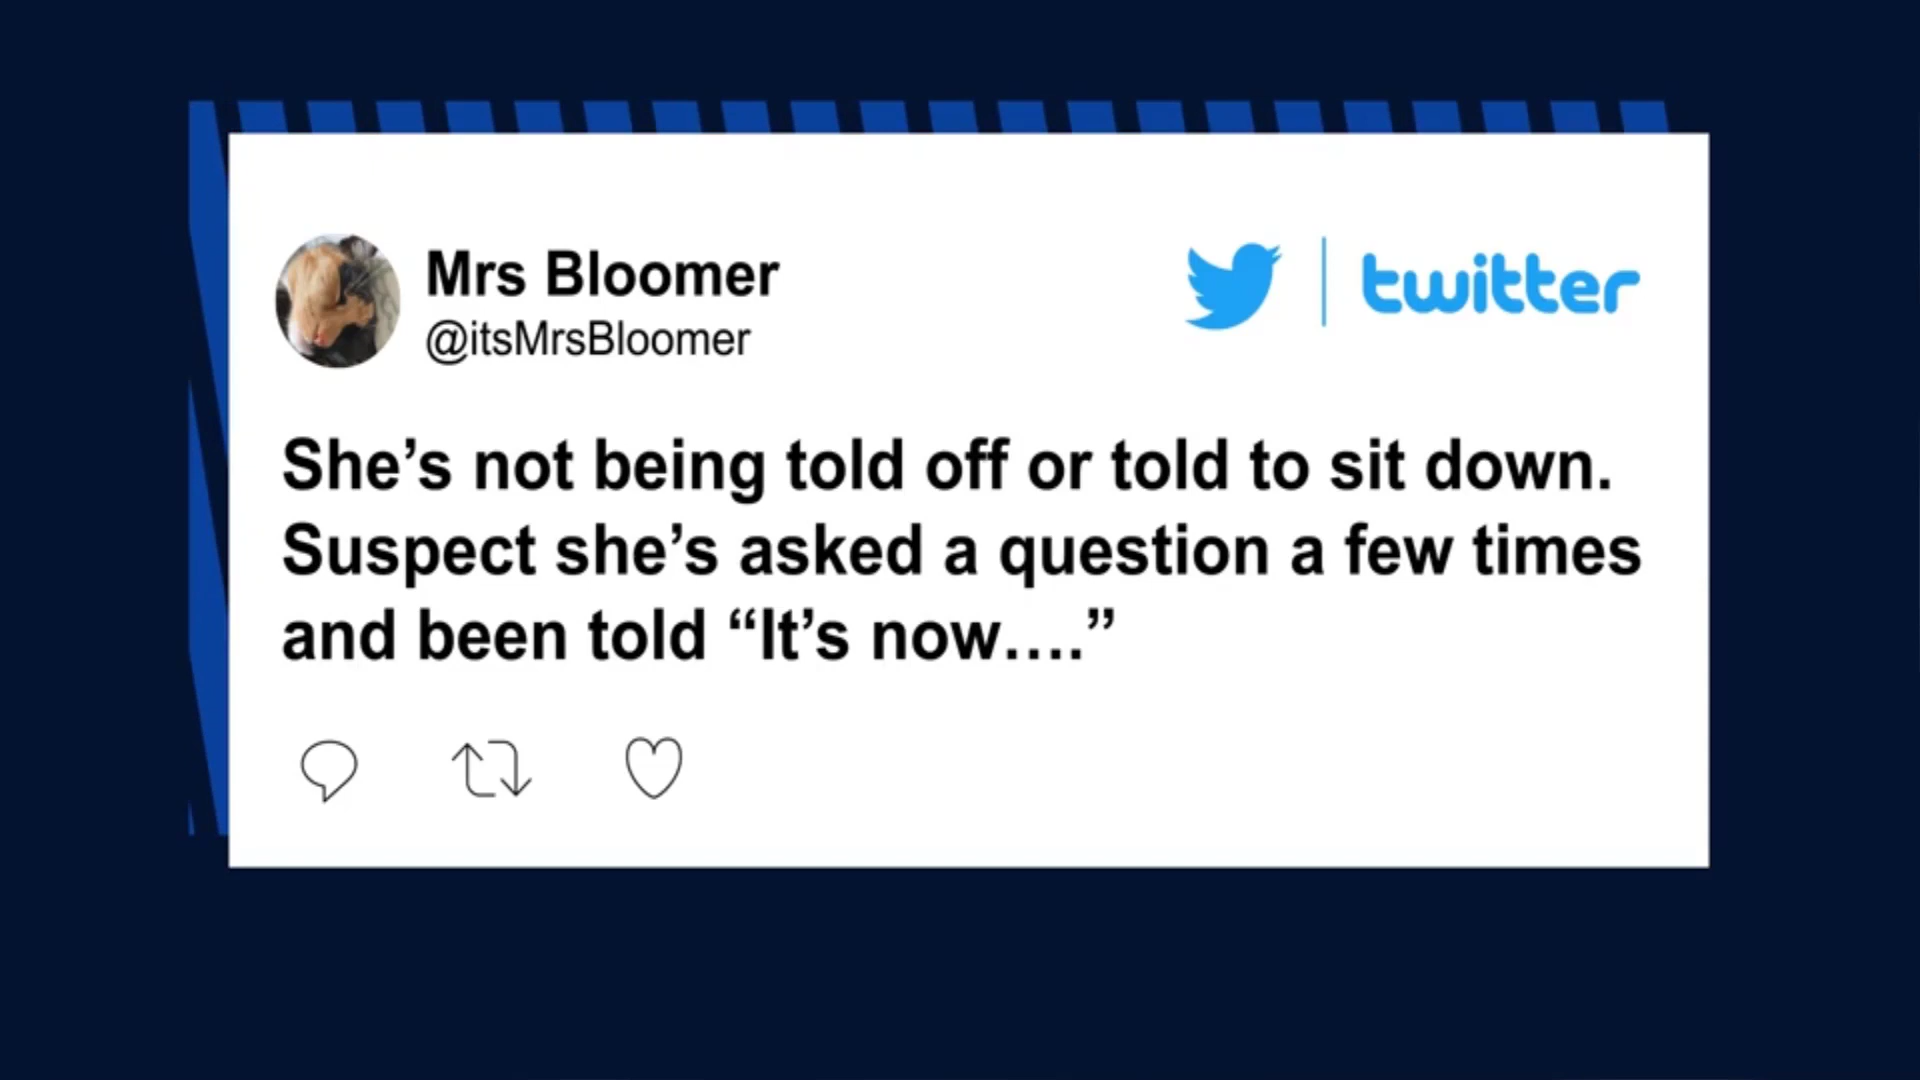 Mrs Bloomer
@itsMrsBloomer
twitter
She’s not being told off or told to sit down.
Suspect she’s asked a question a few times
and been told “It’s now....”